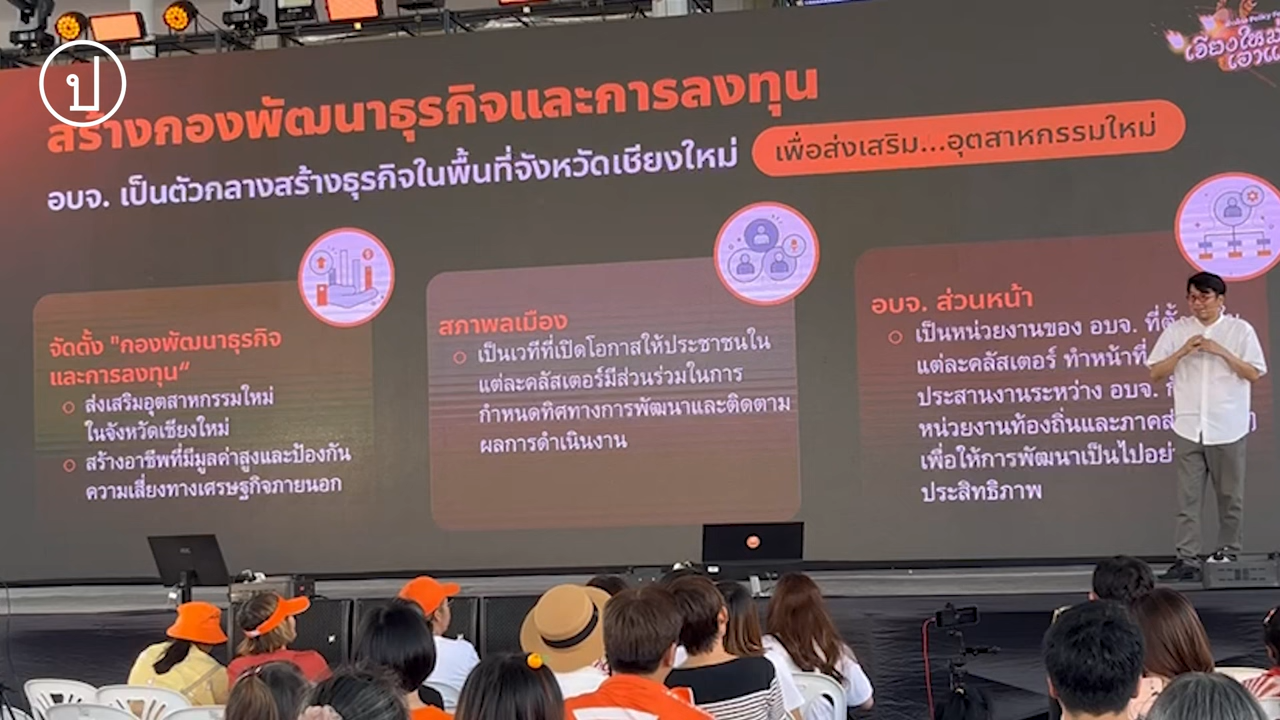 ป
สร้างกองพัฒนาธุรกิจและการลงทุน
อบจ. เป็นตัวกลางสร้างธุรกิจในพื้นที่จังหวัดเชียงใหม่
เพื่อส่งเสริม...อุตสาหกรรมใหม่
จัดตั้ง "กองพัฒนาธุรกิจ
และการลงทุน“
ส่งเสริมอุตสาหกรรมใหม่
ในจังหวัดเชียงใหม่
สร้างอาชีพที่มีมูลค่าสูงและป้องกัน
ความเสี่ยงทางเศรษฐกิจภายนอก
สภาพลเมือง
เป็นเวทีที่เปิดโอกาสให้ประชาชนใน
แต่ละคลัสเตอร์มีส่วนร่วมในการ
กำหนดทิศทางการพัฒนาและติดตาม
ผลการดำเนินงาน
อบจ. ส่วนหน้า
เป็นหน่วยงานของ อบจ. ที่ตั้ง
แต่ละคลัสเตอร์ ทำหน้าที่
ประสานงานระหว่าง อบจ.
หน่วยงานท้องถิ่นและภาค
เพื่อให้การพัฒนาเป็นไป
ประสิทธิภาพ